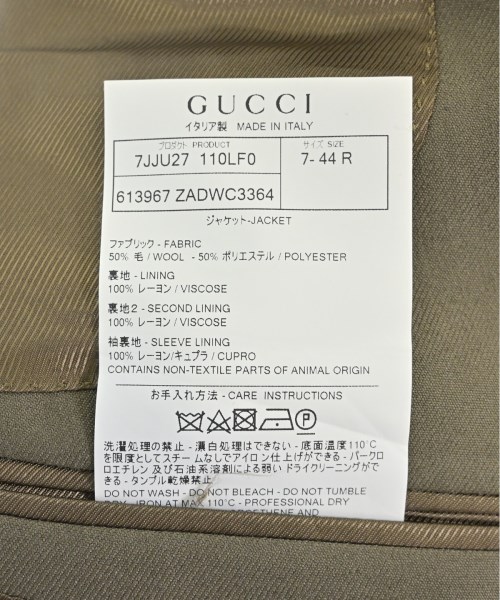 GUCCI
イタリア製 MADE IN ITALY
プロダクト PRODUCT
サイズ SIZE
7JJU27 110LF0
7- 44 R
613967 ZADWC3364
ジャケット-JACKET
ファブリック - FABRIC
50% 毛 / WOOL - 50% ポリエステル / POLYESTER
裏地 - LINING
100% レーヨン / VISCOSE
裏地2 - SECOND LINING
100% レーヨン / VISCOSE
袖裏地 - SLEEVE LINING
100% レーヨン/キュプラ / CUPRO
CONTAINS NON-TEXTILE PARTS OF ANIMAL ORIGIN
お手入れ方法 - CARE INSTRUCTIONS
P
洗濯処理の禁止 - 漂白処理はできない - 底面温度110℃
を限度としてスチームなしでアイロン仕上げができる - パークロ
ロエチレン 及び石油系溶剤による弱い ドライクリーニングがで
きる - タンブル乾燥禁止
DO NOT WASH - DO NOT BLEACH - DO NOT TUMBLE
DRY - IRON AT MAX 110°C - PROFESSIONAL DRY